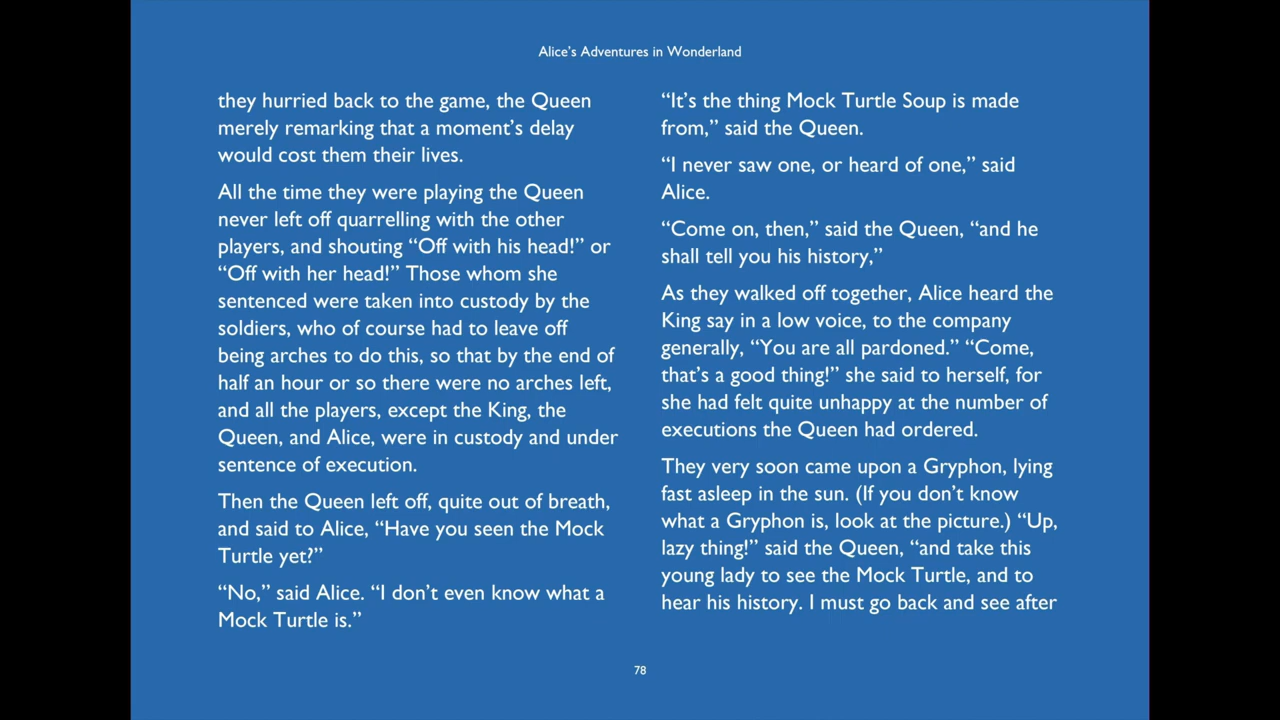 Alice’s Adventures in Wonderland
they hurried back to the game, the Queen
merely remarking that a moment’s delay
would cost them their lives.
All the time they were playing the Queen
never left off quarrelling with the other
players, and shouting “Off with his head!” or
“Off with her head!” Those whom she
sentenced were taken into custody by the
soldiers, who of course had to leave off
being arches to do this, so that by the end of
half an hour or so there were no arches left,
and all the players, except the King, the
Queen, and Alice, were in custody and under
sentence of execution.
Then the Queen left off, quite out of breath,
and said to Alice, “Have you seen the Mock
Turtle yet?”
“No,” said Alice. “I don’t even know what a
Mock Turtle is.”
“It’s the thing Mock Turtle Soup is made
from,” said the Queen.
“I never saw one, or heard of one,” said
Alice.
“Come on, then,” said the Queen, “and he
shall tell you his history,”
As they walked off together, Alice heard the
King say in a low voice, to the company
generally, “You are all pardoned.” “Come,
that’s a good thing!” she said to herself, for
she had felt quite unhappy at the number of
executions the Queen had ordered.
They very soon came upon a Gryphon, lying
fast asleep in the sun. (If you don’t know
what a Gryphon is, look at the picture.) “Up,
lazy thing!” said the Queen, “and take this
young lady to see the Mock Turtle, and to
hear his history. I must go back and see after
78